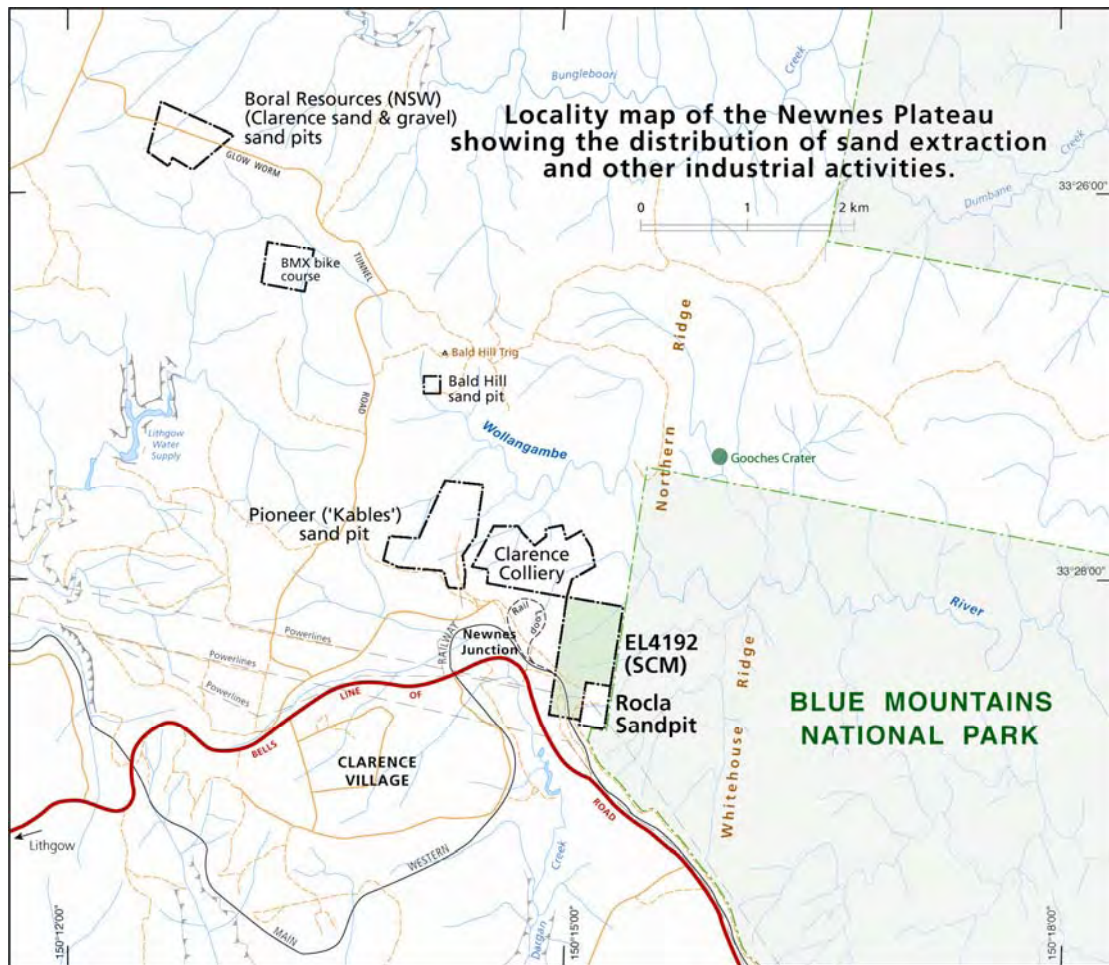 Bungleboori
Creek
Boral Resources (NSW)
(Clarence sand & gravel)
sand pits
Locality map of the Newnes Plateau
showing the distribution of sand extraction
and other industrial activities.
Creek
Dumbane
33°26'00"
0 1 2 km
GLOW WORM
TUNNEL
ROAD
BMX bike
course
Bald Hill Trig
Bald Hill
sand pit
Ridge
Northern
Wollangambe
Gooches Crater
Lithgow
Water
Supply
Pioneer ('Kables')
sand pit
Clarence
Colliery
33°28'00"
River
Rail
Loop
Powerlines
Powerlines
Powerlines
RAILWAY
Newnes
Junction
EL4192
(SCM)
Rocla
Sandpit
Ridge
Whitehouse
BLUE MOUNTAINS
NATIONAL PARK
BELLS
LINE
OF
ROAD
CLARENCE
VILLAGE
Lithgow
WESTERN
MAIN
Creek
Dargan
150°12'00"
150°15'00"
150°18'00"